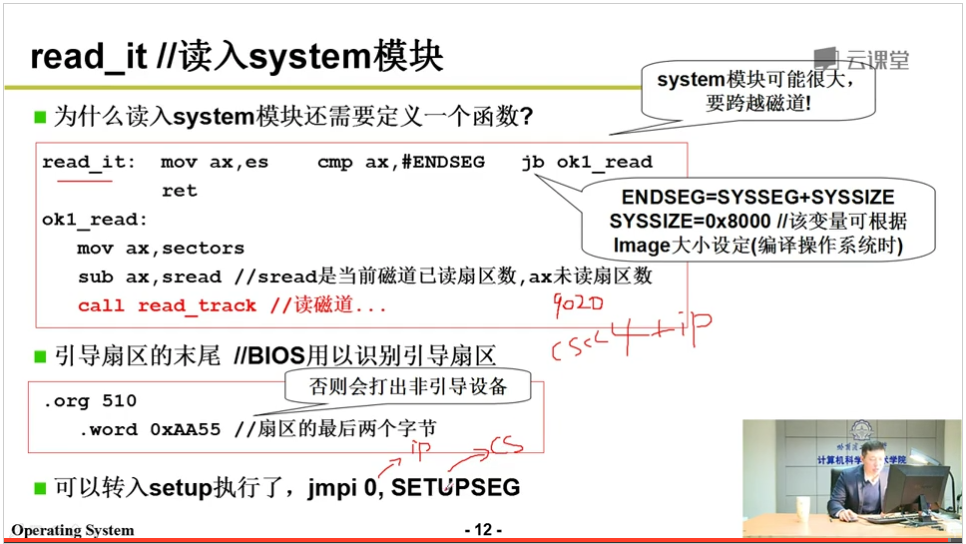 read_it //读入system模块
云课堂
system模块可能很大，
要跨越磁道!
为什么读入system模块还需要定义一个函数?
read_it: mov ax,es cmp ax,#ENDSEG jb ok1_read
ret
ENDSEG=SYSSEG+SYSSIZE
SYSSIZE=0x8000 //该变量可根据
Image大小设定(编译操作系统时)
ok1_read:
mov ax,sectors
sub ax,sread //sread是当前磁道已读扇区数,ax未读扇区数
call read_track //读磁道...
9020
cs<<4+ip
引导扇区的末尾 //BIOS用以识别引导扇区
否则会打出非引导设备
.org 510
.word 0xAA55 //扇区的最后两个字节
ip
CS
可以转入setup执行了，jmpi 0, SETUPSEG
Operating System
- 12 -